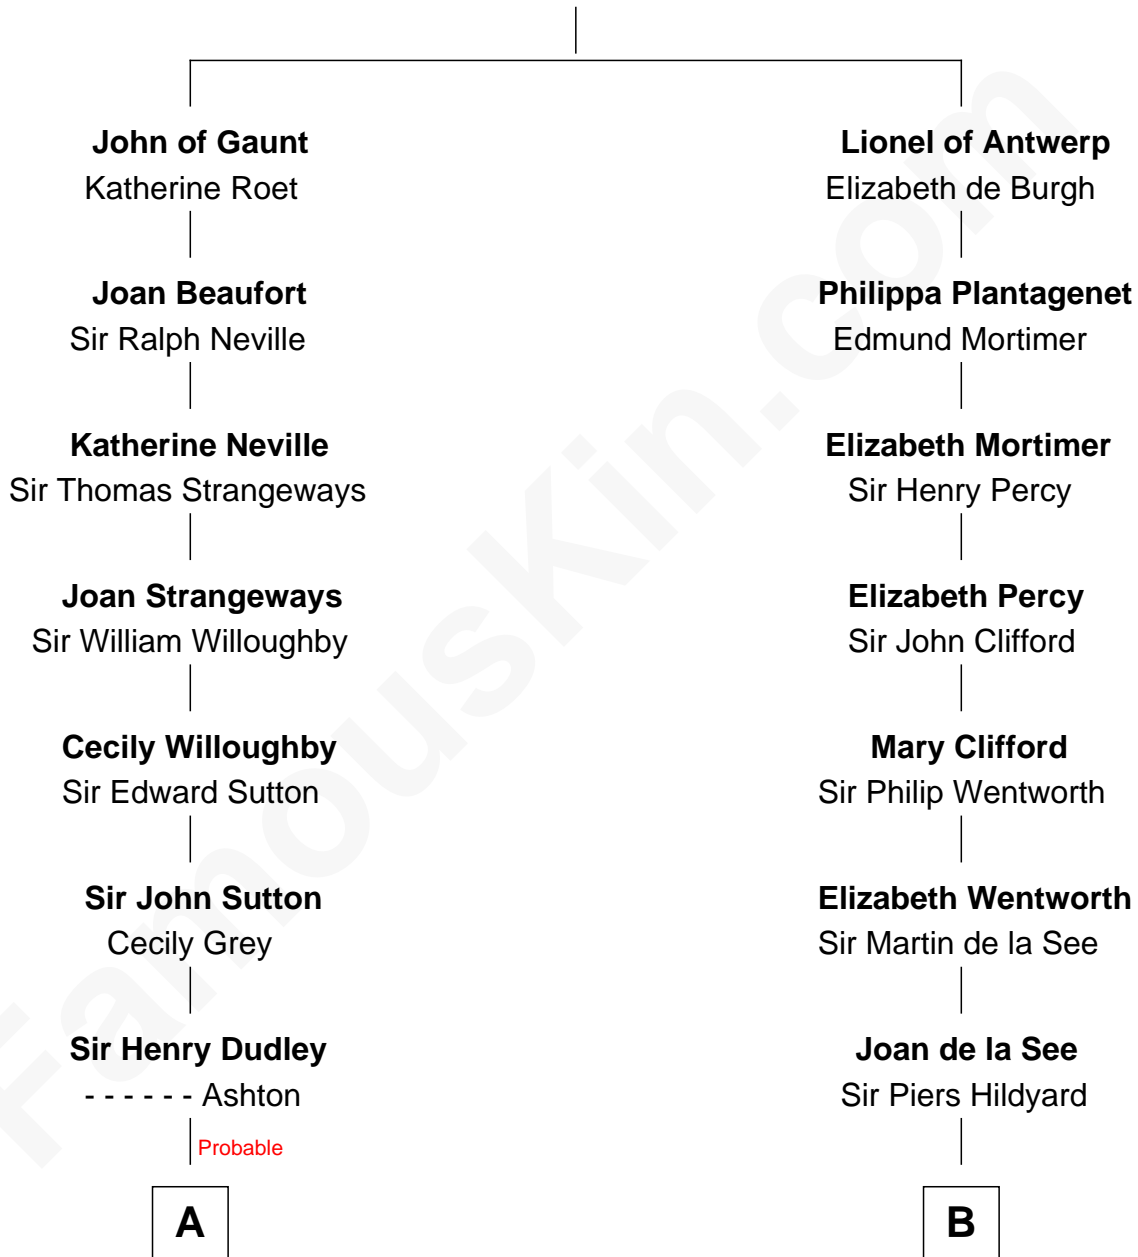 John of Gaunt
Katherine Roet
Joan Beaufort
Sir Ralph Neville
Katherine Neville
Sir Thomas Strangeways
Joan Strangeways
Sir William Willoughby
Cecily Willoughby
Sir Edward Sutton
Sir John Sutton
Cecily Grey
Sir Henry Dudley
- - - - - - Ashton
Probable
A
Lionel of Antwerp
Elizabeth de Burgh
Philippa Plantagenet
Edmund Mortimer
Elizabeth Mortimer
Sir Henry Percy
Elizabeth Percy
Sir John Clifford
Mary Clifford
Sir Philip Wentworth
Elizabeth Wentworth
Sir Martin de la See
Joan de la See
Sir Piers Hildyard
B
FamousKin.com